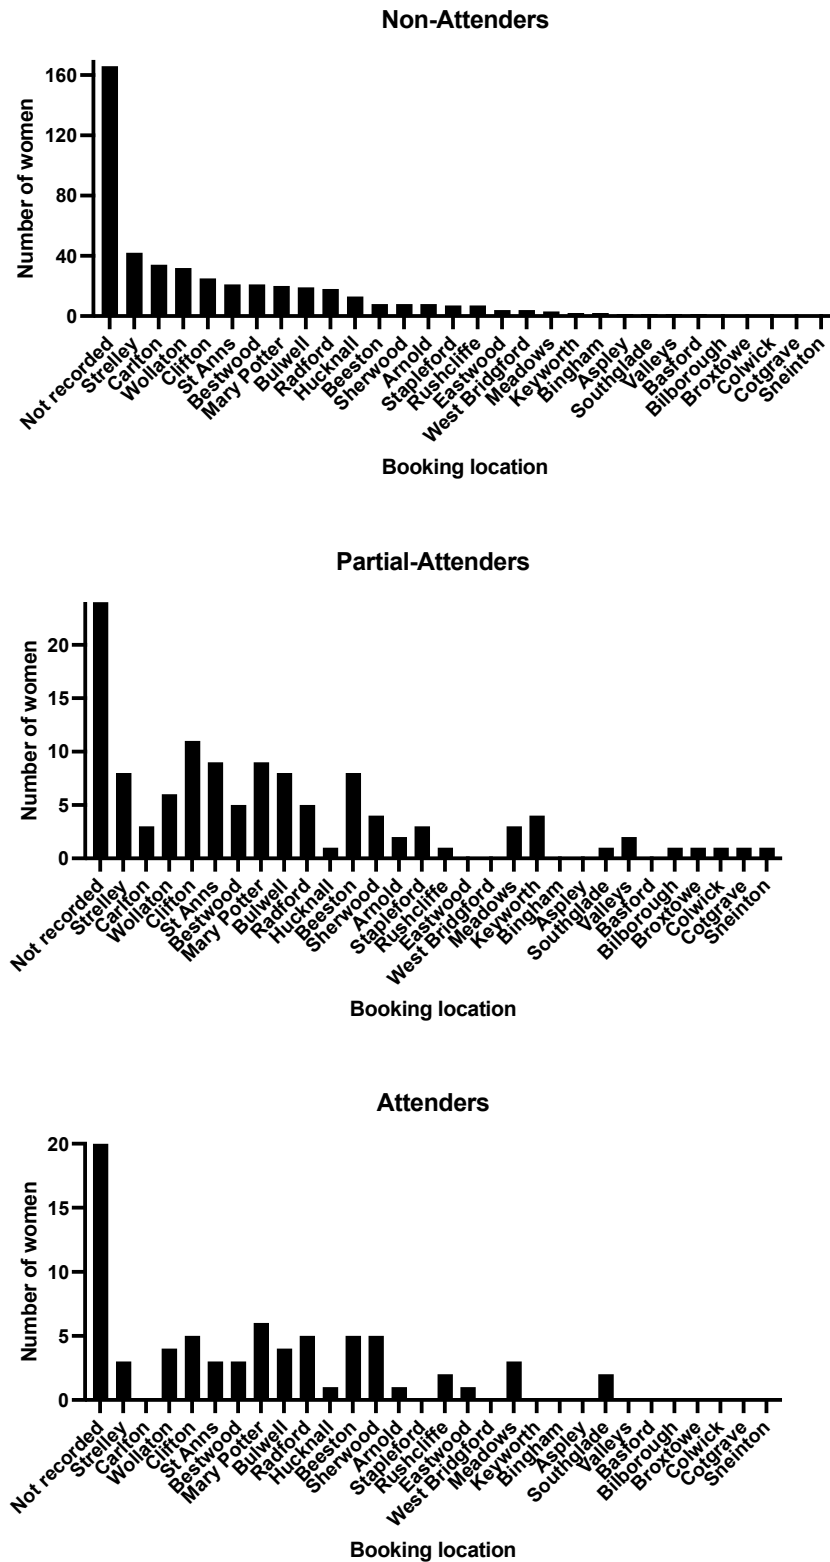 Non-Attenders
Number of women
160
120
80
40
0
Not recorded
Strelley
Carlton
Wollaton
Clifton
St Anns
Bestwood
Mary Potter
Bulwell
Radford
Hucknall
Beeston
Sherwood
Arnold
Stapleford
Rushcliffe
Eastwood
West Bridgford
Meadows
Keyworth
Bingham
Aspley
Southglade
Valleys
Basford
Bilborough
Broxtowe
Colwick
Cotgrave
Sneinton
Booking location
Partial-Attenders
Number of women
20
15
10
5
0
Not recorded
Strelley
Carlton
Wollaton
Clifton
St Anns
Bestwood
Mary Potter
Bulwell
Radford
Hucknall
Beeston
Sherwood
Arnold
Stapleford
Rushcliffe
Eastwood
West Bridgford
Meadows
Keyworth
Bingham
Aspley
Southglade
Valleys
Basford
Bilborough
Broxtowe
Colwick
Cotgrave
Sneinton
Booking location
Attenders
Number of women
20
15
10
5
0
Not recorded
Strelley
Carlton
Wollaton
Clifton
St Anns
Bestwood
Mary Potter
Bulwell
Radford
Hucknall
Beeston
Sherwood
Arnold
Stapleford
Rushcliffe
Eastwood
West Bridgford
Meadows
Keyworth
Bingham
Aspley
Southglade
Valleys
Basford
Bilborough
Broxtowe
Colwick
Cotgrave
Sneinton
Booking location